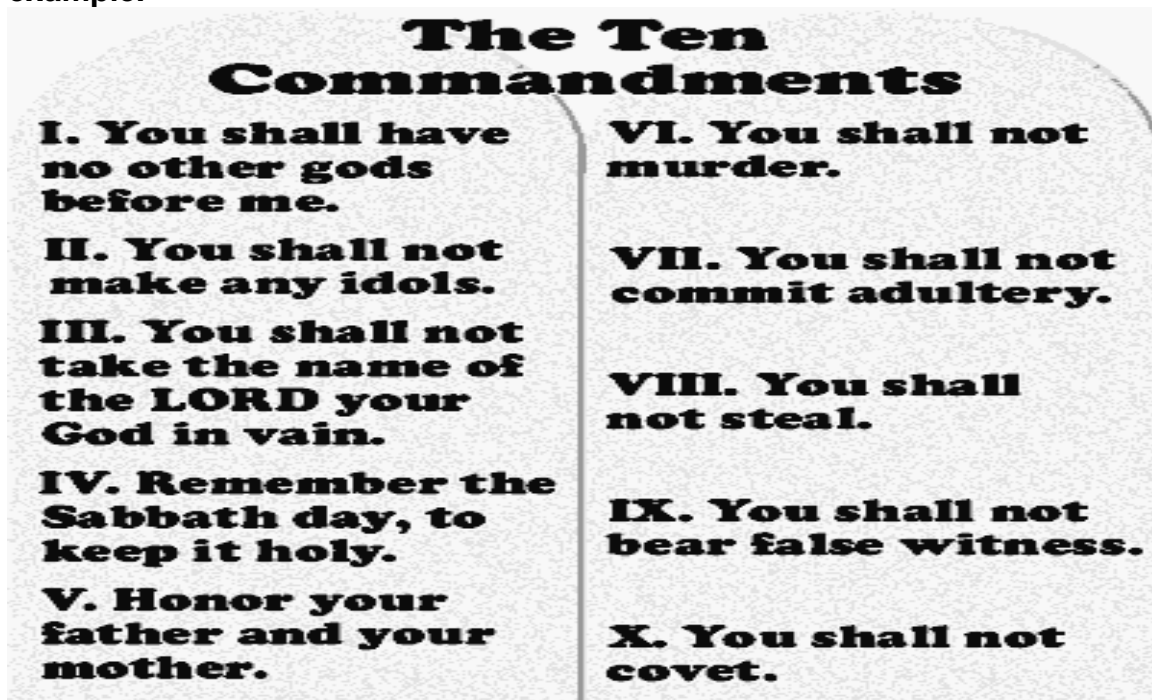 example:
The Ten
Commandments
I. You shall have
no other gods
before me.
II. You shall not
make any idols.
III. You shall not
take the name of
the LORD your
God in vain.
IV. Remember the
Sabbath day, to
keep it holy.
V. Honor your
father and your
mother.
VI. You shall not
murder.
VII. You shall not
commit adultery.
VIII. You shall
not steal.
IX. You shall not
bear false witness.
X. You shall not
covet.